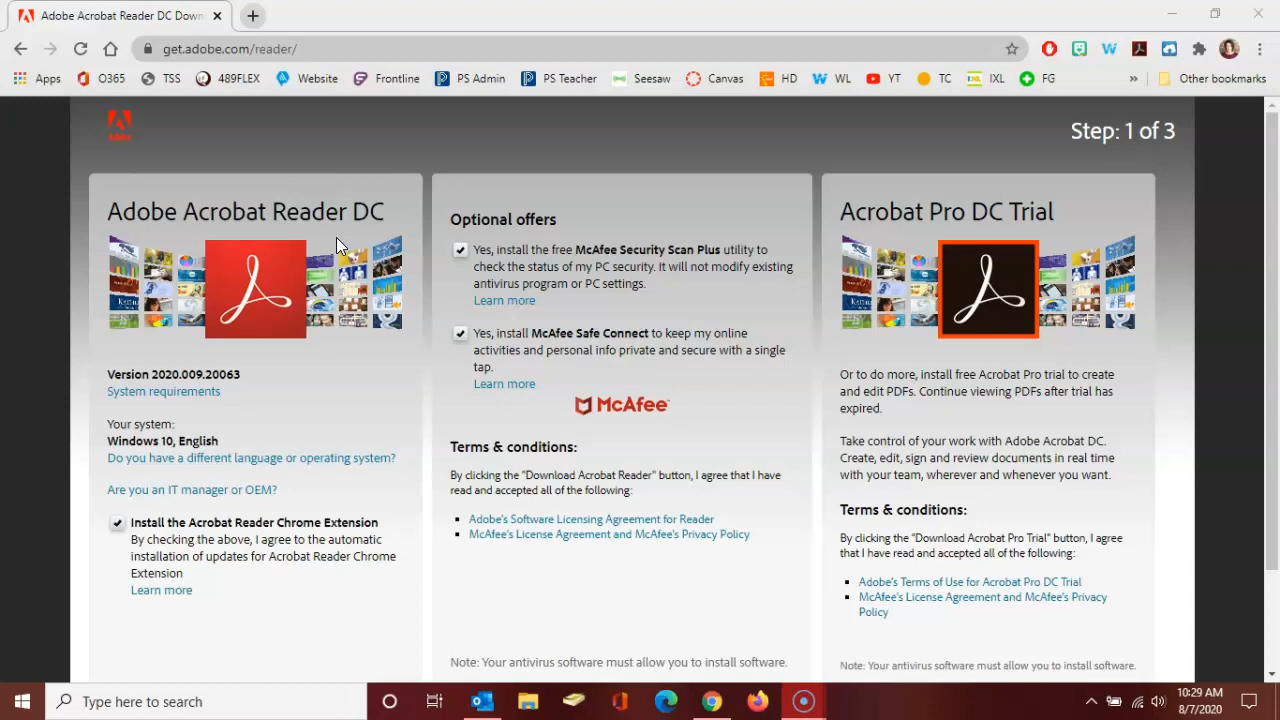 Adobe Acrobat Reader DC Down
get.adobe.com/reader/
Apps
O365
TSS
489FLEX
Website
Frontline
PS Admin
PS Teacher
Seesaw
Canvas
HD
WL
YT
TC
IXL
FG
»
Other bookmarks
Adobe
Step: 1 of 3
Adobe Acrobat Reader DC
Version 2020.009.20063
System requirements
Your system:
Windows 10, English
Do you have a different language or operating system?
Are you an IT manager or OEM?
Install the Acrobat Reader Chrome Extension
By checking the above, I agree to the automatic
installation of updates for Acrobat Reader Chrome
Extension
Learn more
Optional offers
Yes, install the free McAfee Security Scan Plus utility to
check the status of my PC security. It will not modify existing
antivirus program or PC settings.
Learn more
Yes, install McAfee Safe Connect to keep my online
activities and personal info private and secure with a single
tap.
Learn more
McAfee™
Terms & conditions:
By clicking the "Download Acrobat Reader" button, I agree that I have
read and accepted all of the following:
Adobe's Software Licensing Agreement for Reader
McAfee's License Agreement and McAfee's Privacy Policy
Note: Your antivirus software must allow you to install software.
Acrobat Pro DC Trial
Or to do more, install free Acrobat Pro trial to create
and edit PDFs. Continue viewing PDFs after trial has
expired.
Take control of your work with Adobe Acrobat DC.
Create, edit, sign and review documents in real time
with your team, wherever and whenever you want.
Terms & conditions:
By clicking the "Download Acrobat Pro Trial" button, I agree
that I have read and accepted all of the following:
Adobe's Terms of Use for Acrobat Pro DC Trial
McAfee's License Agreement and McAfee's Privacy
Policy
Note: Your antivirus software must allow you to install software.
Type here to search
10:29 AM
8/7/2020